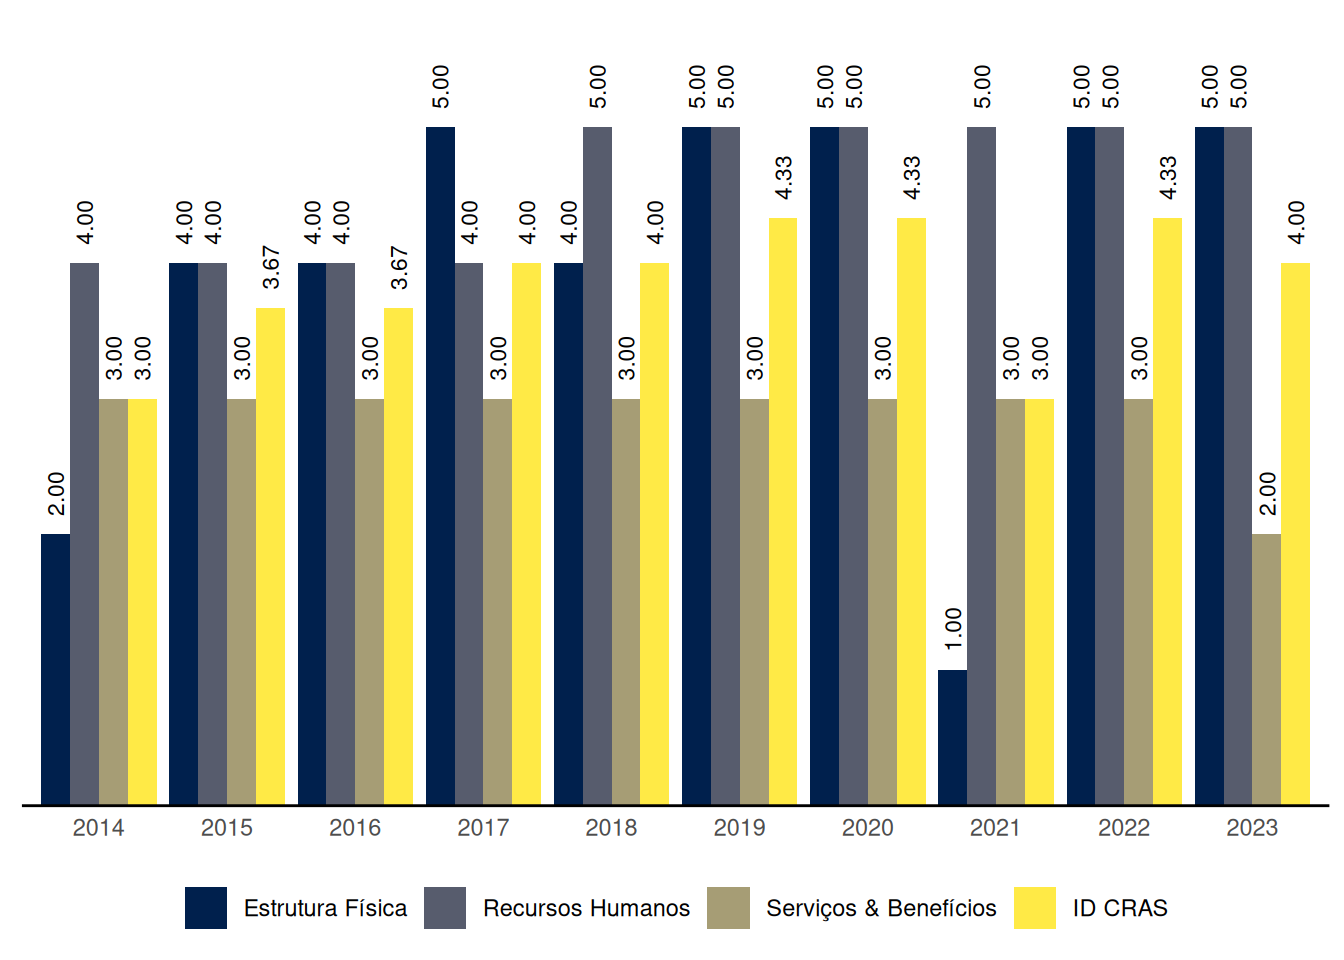 5.00 5.00 5.00 5.00 5.00 5.00 5.00 5.00 5.00 5.00 5.00
4.33 4.33 4.33
4.00 4.00 4.00 4.00 4.00 4.00 4.00 4.00 4.00 4.00
3.67 3.67
3.00 3.00 3.00 3.00 3.00 3.00 3.00 3.00 3.00 3.00 3.00
2.00 2.00
1.00
2014 2015 2016 2017 2018 2019 2020 2021 2022 2023
Estrutura Física Recursos Humanos Serviços & Benefícios ID CRAS